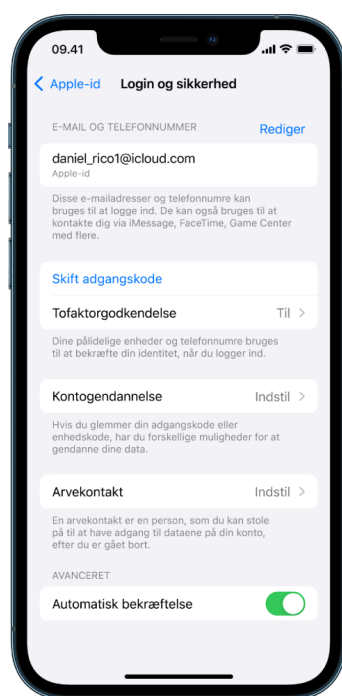 09.41
Apple-id Login og sikkerhed
E-MAIL OG TELEFONNUMMER Rediger
daniel_rico1@icloud.com
Apple-id
Disse e-mailadresser og telefonnumre kan
bruges til at logge ind. De kan også bruges til at
kontakte dig via iMessage, FaceTime, Game Center
med flere.
Skift adgangskode
Tofaktorgodkendelse Til
Dine pålidelige enheder og telefonnumre bruges
til at bekræfte din identitet, når du logger ind.
Kontogendannelse Indstil
Hvis du glemmer din adgangskode eller
enhedskode, har du forskellige muligheder for at
gendanne dine data.
Arvekontakt Indstil
En arvekontakt er en person, som du kan stole
på til at have adgang til dataene på din konto,
efter du er gået bort.
AVANCERET
Automatisk bekræftelse